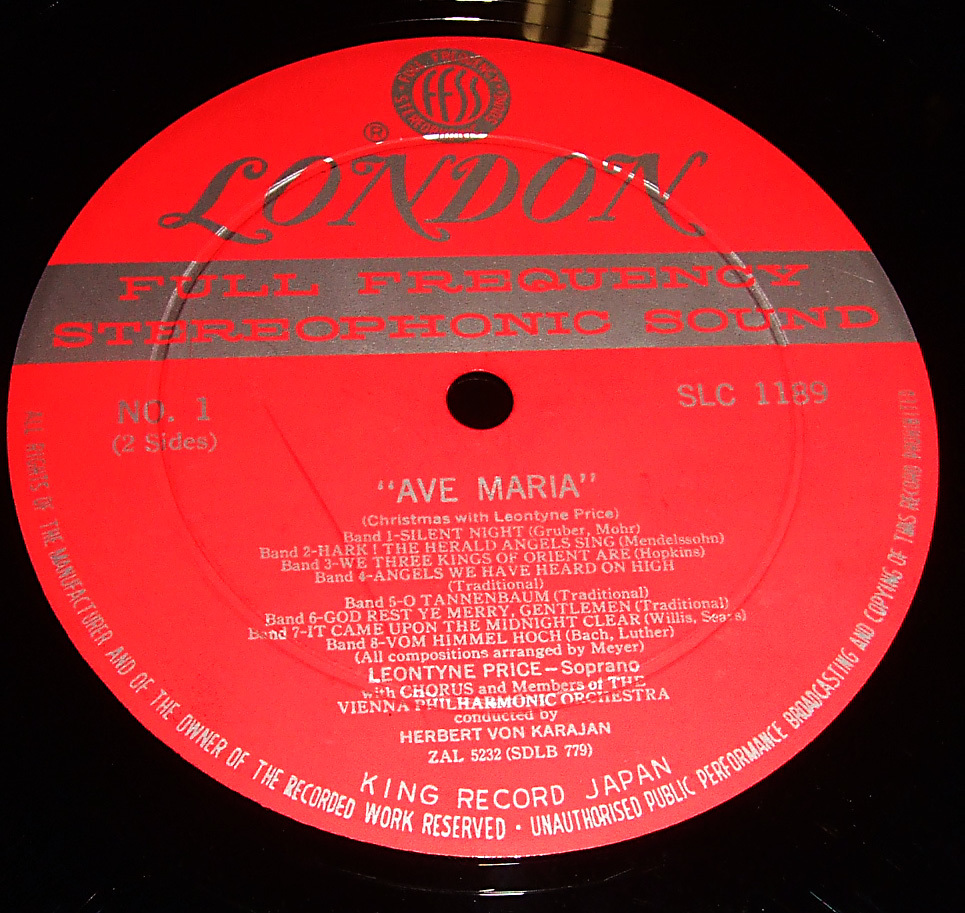 FULL FREQUENCY STEREOPHONIC SOUND
FFSS
®
LONDON
FULL FREQUENCY
STEREOPHONIC SOUND
NO. 1
(2 Sides)
SLC 1189
"AVE MARIA"
(Christmas with Leontyne Price)
Band 1-SILENT NIGHT (Gruber, Mohr)
Band 2-HARK! THE HERALD ANGELS SING (Mendelssohn)
Band 3-WE THREE KINGS OF ORIENT ARE (Hopkins)
Band 4-ANGELS WE HAVE HEARD ON HIGH
(Traditional)
Band 5-O TANNENBAUM (Traditional)
Band 6-GOD REST YE MERRY, GENTLEMEN (Traditional)
Band 7-IT CAME UPON THE MIDNIGHT CLEAR (Willis, Sears)
Band 8-VOM HIMMEL HOCH (Bach, Luther)
(All compositions arranged by Meyer)
LEONTYNE PRICE—Soprano
with CHORUS and Members of THE
VIENNA PHILHARMONIC ORCHESTRA
conducted by
HERBERT VON KARAJAN
ZAL 5232 (SDLB 779)
KING RECORD JAPAN
ALL RIGHTS OF THE MANUFACTURER AND OF THE OWNER OF THE RECORDED WORK RESERVED · UNAUTHORISED PUBLIC PERFORMANCE BROADCASTING AND COPYING OF THIS RECORD PROHIBITED